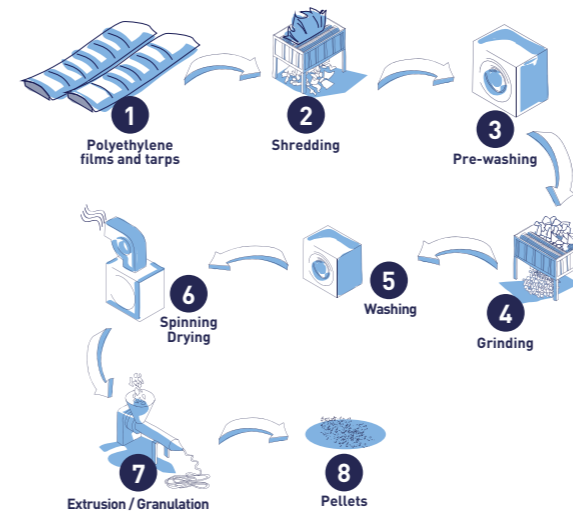 1
Polyethylene
films and tarps
2
Shredding
3
Pre-washing
4
Grinding
5
Washing
6
Spinning
Drying
7
Extrusion / Granulation
8
Pellets